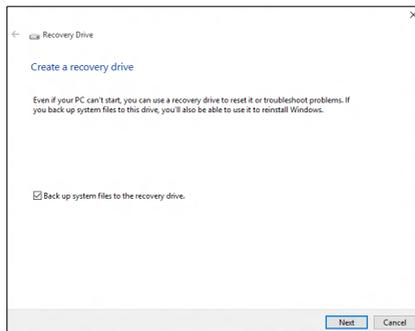 Recovery Drive
Create a recovery drive
Even if your PC can't start, you can use a recovery drive to reset it or troubleshoot problems. If
you back up system files to this drive, you'll also be able to use it to reinstall Windows.
Back up system files to the recovery drive.
Next Cancel